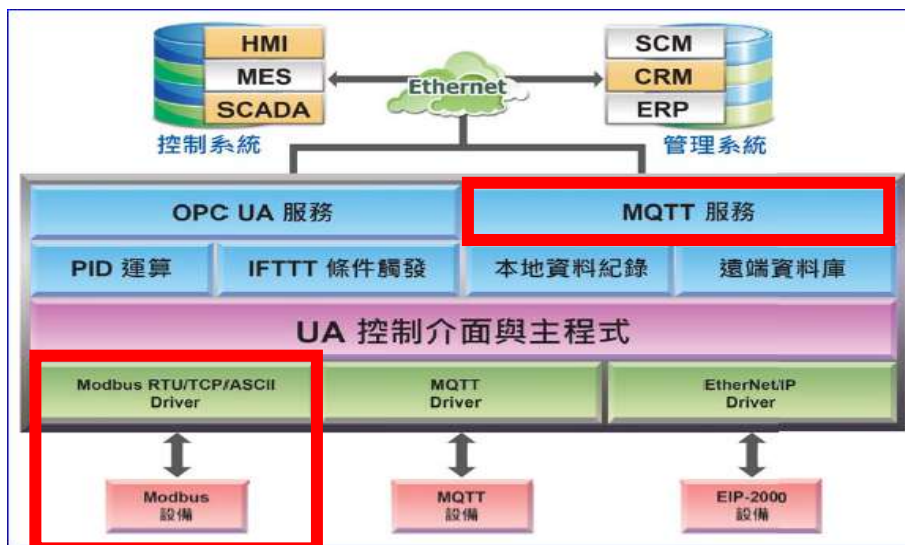 HMI
MES
SCADA
控制系統
Ethernet
SCM
CRM
ERP
管理系統
OPC UA 服務
MQTT 服務
PID 運算
IFTTT 條件觸發
本地資料紀錄
遠端資料庫
UA 控制介面與主程式
Modbus RTU/TCP/ASCII
Driver
MQTT
Driver
EtherNet/IP
Driver
Modbus
設備
MQTT
設備
EIP-2000
設備